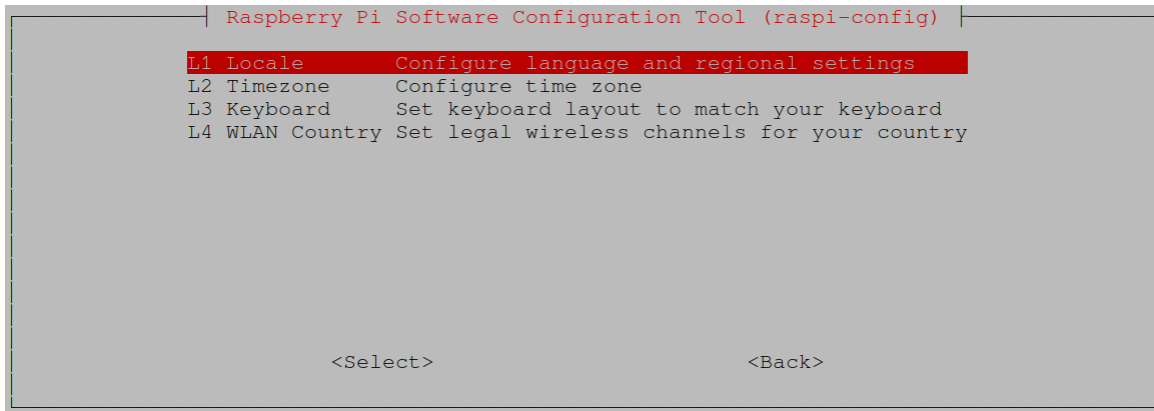 Raspberry Pi Software Configuration Tool (raspi-config)
L1 Locale Configure language and regional settings
L2 Timezone Configure time zone
L3 Keyboard Set keyboard layout to match your keyboard
L4 WLAN Country Set legal wireless channels for your country
<Select> <Back>